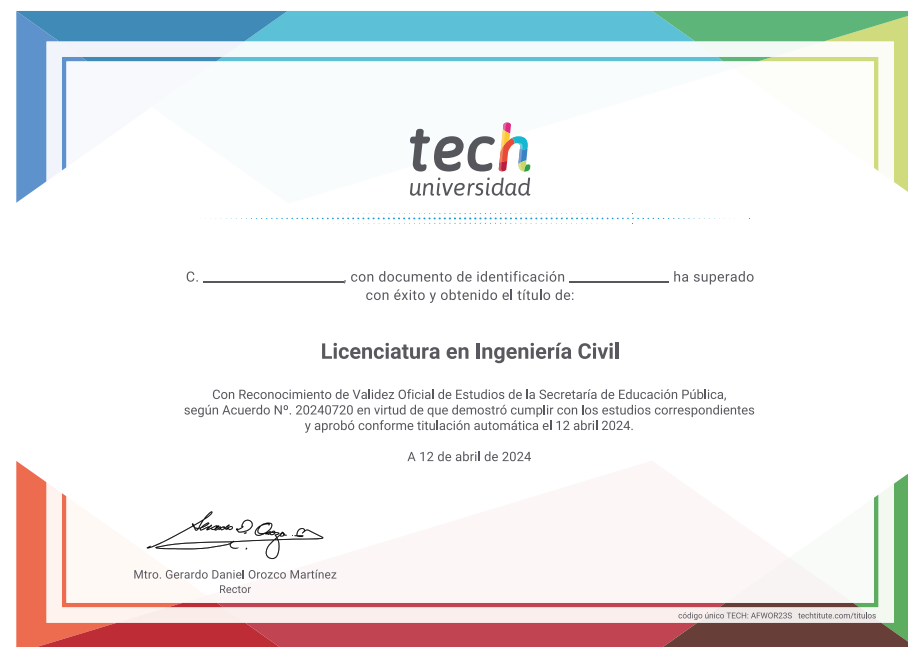 tech
universidad
C. ____________________, con documento de identificación ______________ ha superado
con éxito y obtenido el título de:
Licenciatura en Ingeniería Civil
Con Reconocimiento de Validez Oficial de Estudios de la Secretaría de Educación Pública,
según Acuerdo Nº. 20240720 en virtud de que demostró cumplir con los estudios correspondientes
y aprobó conforme titulación automática el 12 abril 2024.
A 12 de abril de 2024
Mtro. Gerardo Daniel Orozco Martínez
Rector
código único TECH: AFWOR23S techtitute.com/titulos